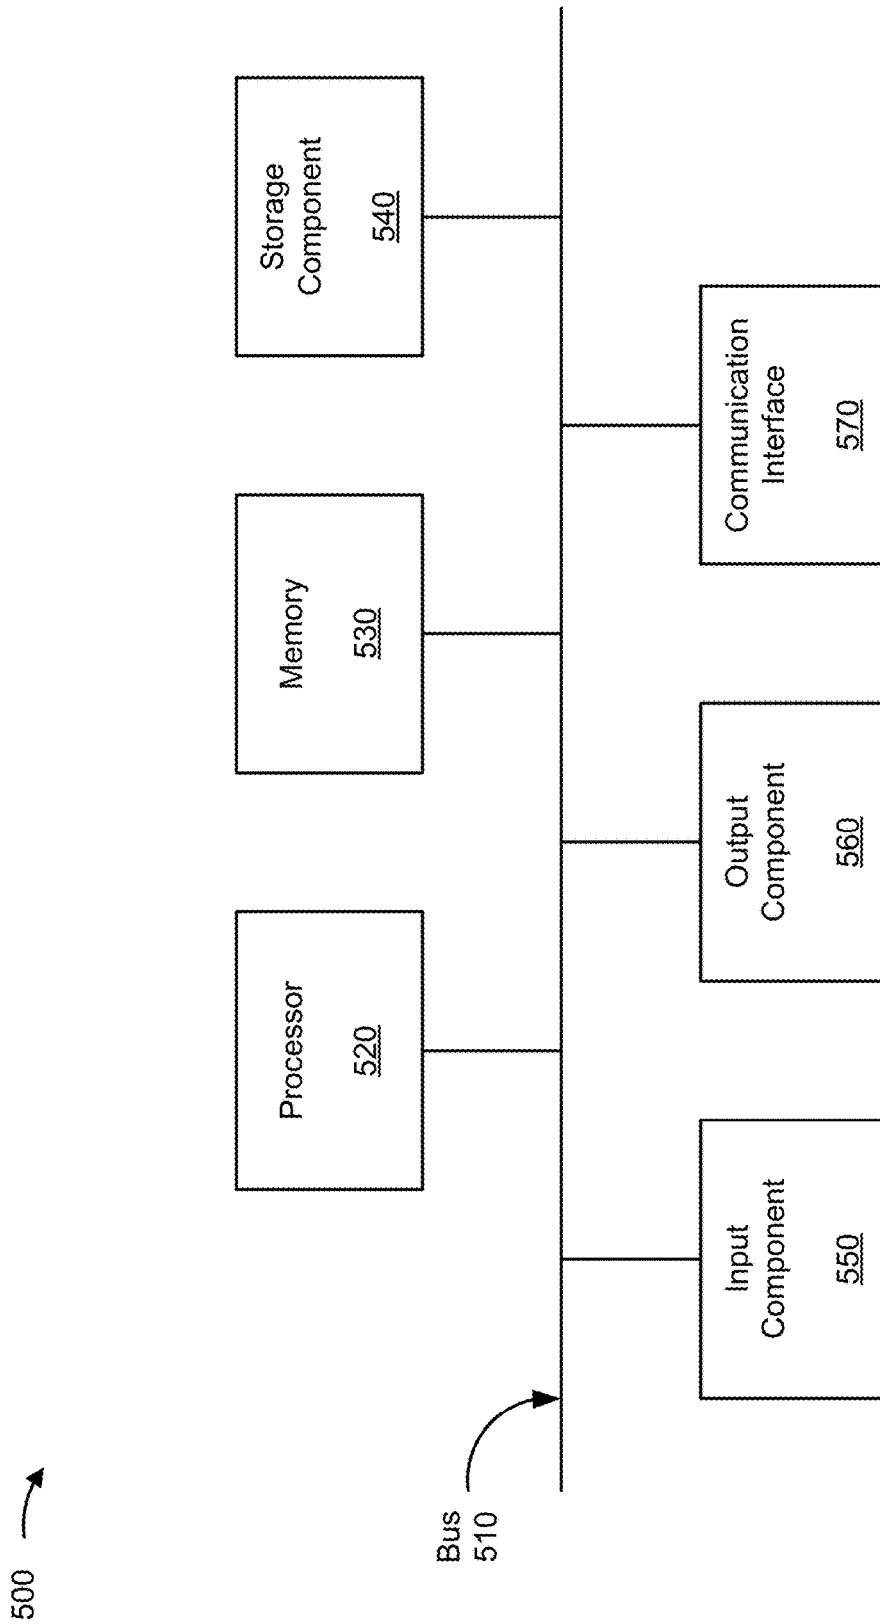 500
Processor
520
Memory
530
Storage
Component
540
Bus
510
Input
Component
550
Output
Component
560
Communication
Interface
570